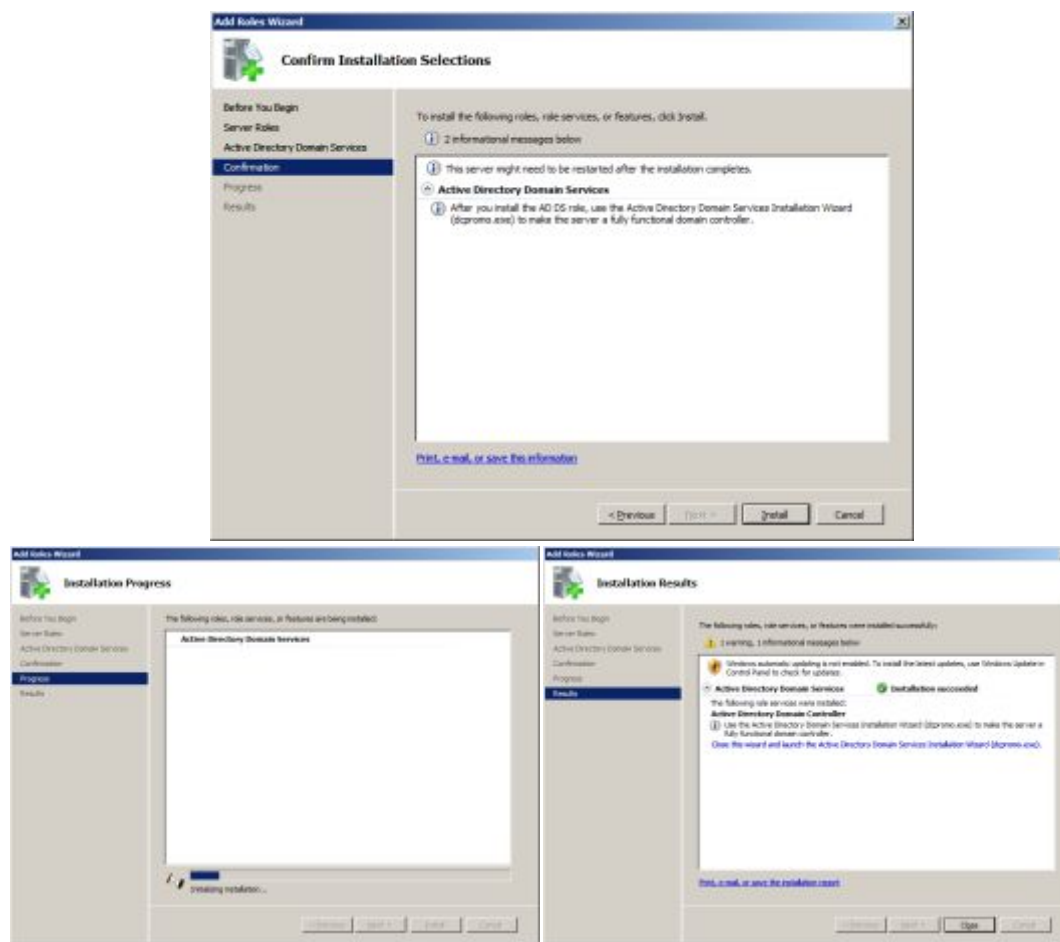 Add Roles Wizard
Confirm Installation Selections
Before You Begin
Server Roles
Active Directory Domain Services
Confirmation
Progress
Results
To install the following roles, role services, or features, click Install.
2 informational messages below
This server might need to be restarted after the installation completes.
Active Directory Domain Services
After you install the AD DS role, use the Active Directory Domain Services Installation Wizard
(dcpromo.exe) to make the server a fully functional domain controller.
Print, e-mail, or save this information
< Previous
Next >
Install
Cancel
Add Roles Wizard
Installation Progress
Before You Begin
Server Roles
Active Directory Domain Services
Confirmation
Progress
Results
The following roles, role services, or features are being installed:
Active Directory Domain Services
Initializing installation...
< Previous
Next >
Install
Cancel
Add Roles Wizard
Installation Results
Before You Begin
Server Roles
Active Directory Domain Services
Confirmation
Progress
Results
The following roles, role services, or features were installed successfully:
1 warning, 1 informational messages below
Windows automatic updating is not enabled. To install the latest updates, use Windows Update in
Control Panel to check for updates.
Active Directory Domain Services
Installation succeeded
The following role services were installed:
Active Directory Domain Controller
Use the Active Directory Domain Services Installation Wizard (dcpromo.exe) to make the server a
fully functional domain controller.
Close this wizard and launch the Active Directory Domain Services Installation Wizard (dcpromo.exe).
Print, e-mail, or save the installation report
< Previous
Next >
Close
Cancel